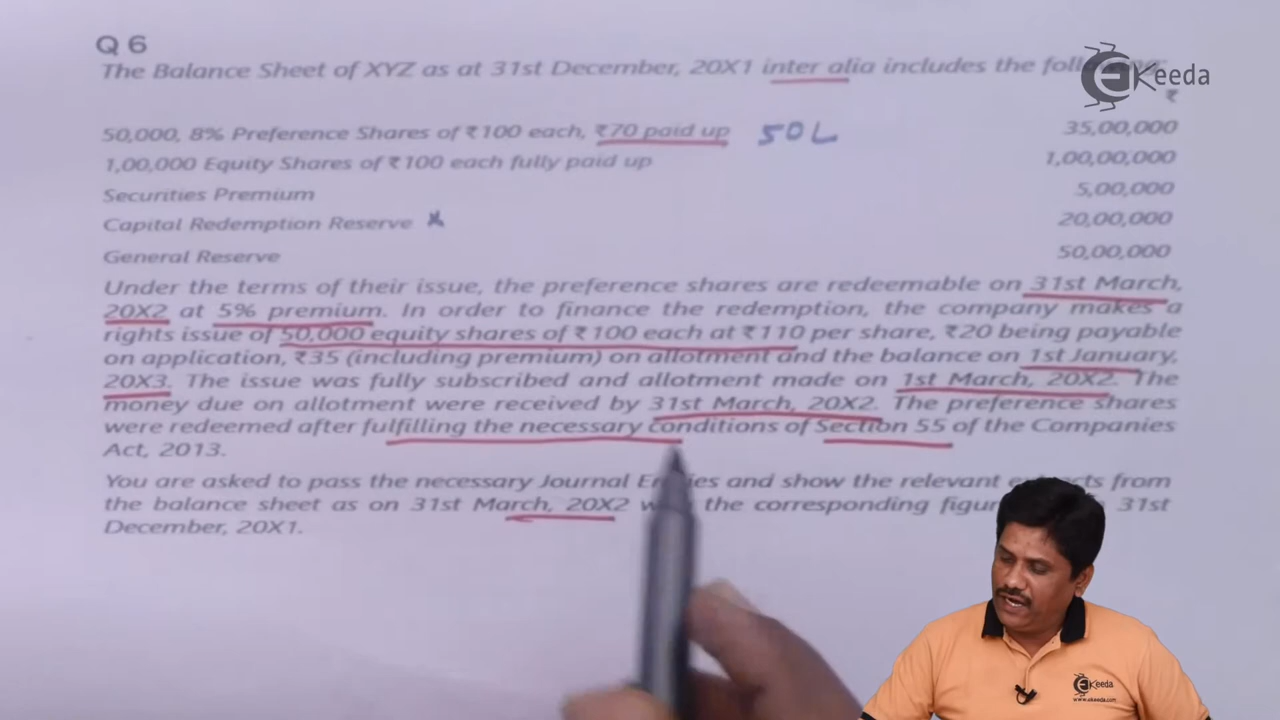 Q 6
The Balance Sheet of XYZ as at 31st December, 20X1 inter alia includes the
Keeda
₹
50,000, 8% Preference Shares of ₹100 each, ₹70 paid up 50L 35,00,000
1,00,000 Equity Shares of ₹100 each fully paid up 1,00,00,000
Securities Premium 5,00,000
Capital Redemption Reserve 20,00,000
General Reserve 50,00,000
Under the terms of their issue, the preference shares are redeemable on 31st March,
20X2 at 5% premium. In order to finance the redemption, the company makes a
rights issue of 50,000 equity shares of ₹100 each at ₹110 per share, ₹20 being payable
on application, ₹35 (including premium) on allotment and the balance on 1st January,
20X3. The issue was fully subscribed and allotment made on 1st March, 20X2. The
money due on allotment were received by 31st March, 20X2. The preference shares
were redeemed after fulfilling the necessary conditions of Section 55 of the Companies
Act, 2013.
You are asked to pass the necessary Journal and show the relevant from
the balance sheet as on 31st March, 20X2 the corresponding 31st
December, 20X1.
Keeda
www.ekeeda.com